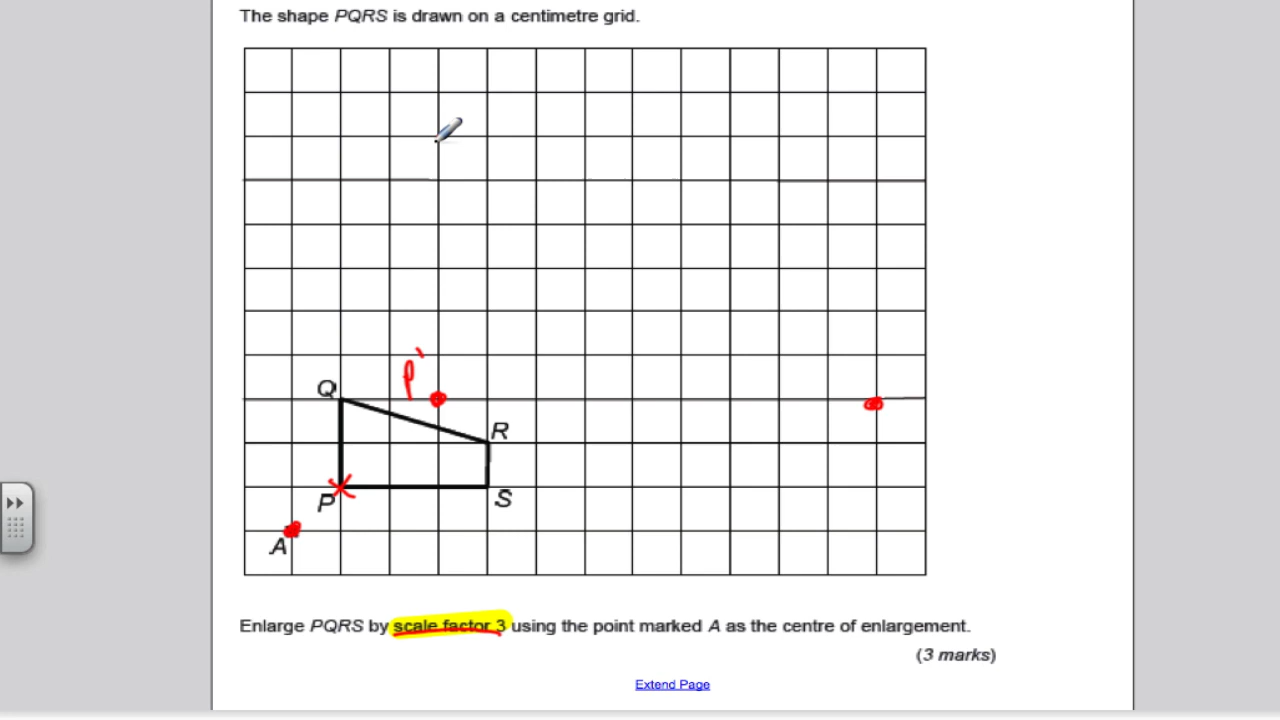 The shape PQRS is drawn on a centimetre grid.
P'
Q
R
P
S
A
Enlarge PQRS by scale factor 3 using the point marked A as the centre of enlargement.
(3 marks)
Extend Page